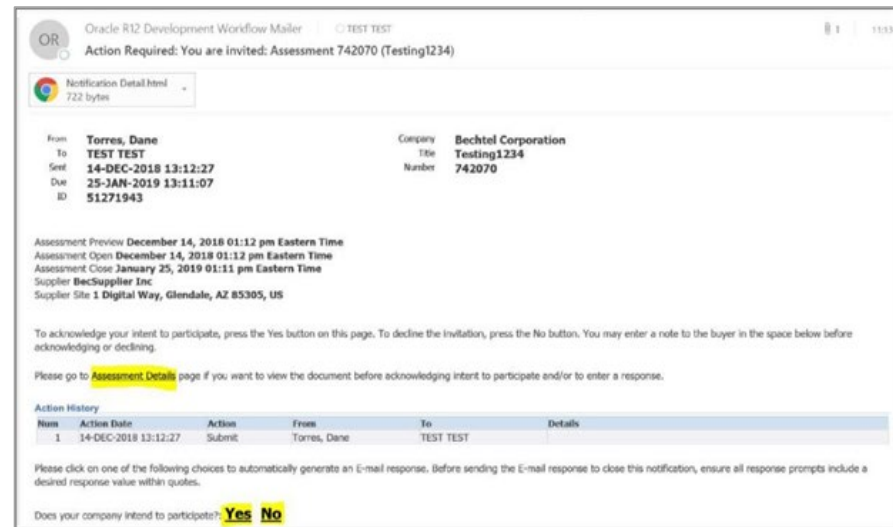 OR
Oracle R12 Development Workflow Mailer TEST TEST 1
Action Required: You are invited: Assessment 742070 (Testing1234)
Notification Detail.html
722 bytes
From Torres, Dane Company Bechtel Corporation
To TEST TEST Title Testing1234
Sent 14-DEC-2018 13:12:27 Number 742070
Due 25-JAN-2019 13:11:07
ID 51271943
Assessment Preview December 14, 2018 01:12 pm Eastern Time
Assessment Open December 14, 2018 01:12 pm Eastern Time
Assessment Close January 25, 2019 01:11 pm Eastern Time
Supplier BecSupplier Inc
Supplier Site 1 Digital Way, Glendale, AZ 85305, US
To acknowledge your intent to participate, press the Yes button on this page. To decline the invitation, press the No button. You may enter a note to the buyer in the space below before
acknowledging or declining.
Please go to Assessment Details page if you want to view the document before acknowledging intent to participate and/or to enter a response.
Action History
Num Action Date Action From To Details
1 14-DEC-2018 13:12:27 Submit Torres, Dane TEST TEST
Please click on one of the following choices to automatically generate an E-mail response. Before sending the E-mail response to close this notification, ensure all response prompts include a
desired response value within quotes.
Does your company intend to participate?: Yes No